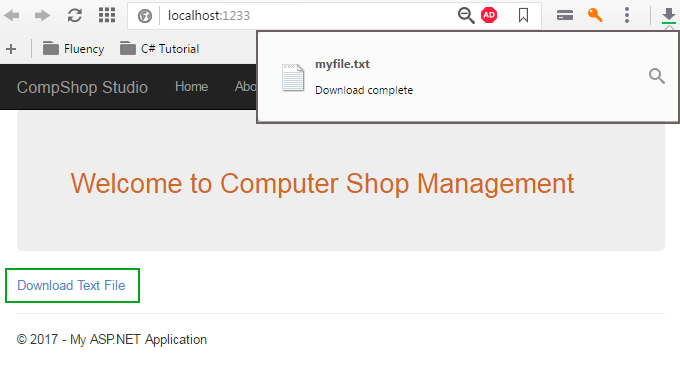 localhost:1233
AD
Fluency
C# Tutorial
myfile.txt
Download complete
CompShop Studio Home Abo
Welcome to Computer Shop Management
Download Text File
© 2017 - My ASP.NET Application